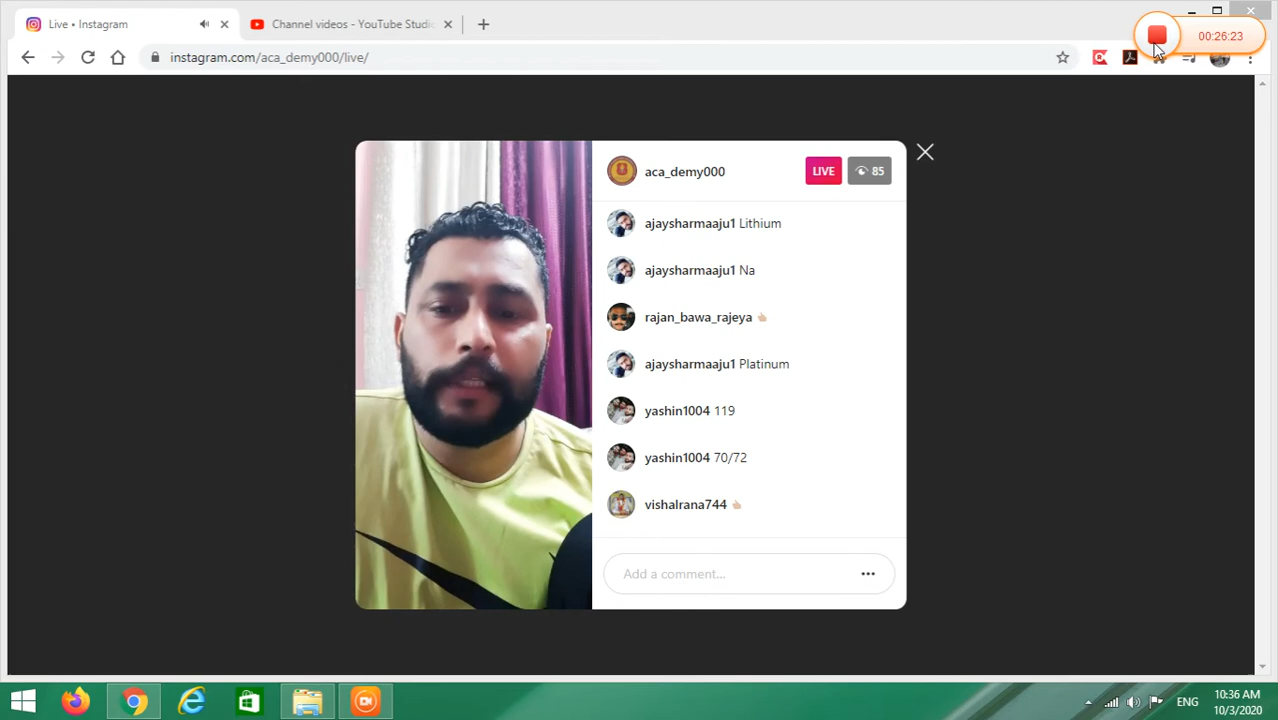 Live • Instagram
Channel videos - YouTube Studi
00:26:23
instagram.com/aca_demy000/live/
aca_demy000
LIVE
85
ajaysharmaaju1 Lithium
ajaysharmaaju1 Na
rajan_bawa_rajeya 👆🏻
ajaysharmaaju1 Platinum
yashin1004 119
yashin1004 70/72
vishalrana744 👆🏻
Add a comment...
ENG
10:36 AM
10/3/2020